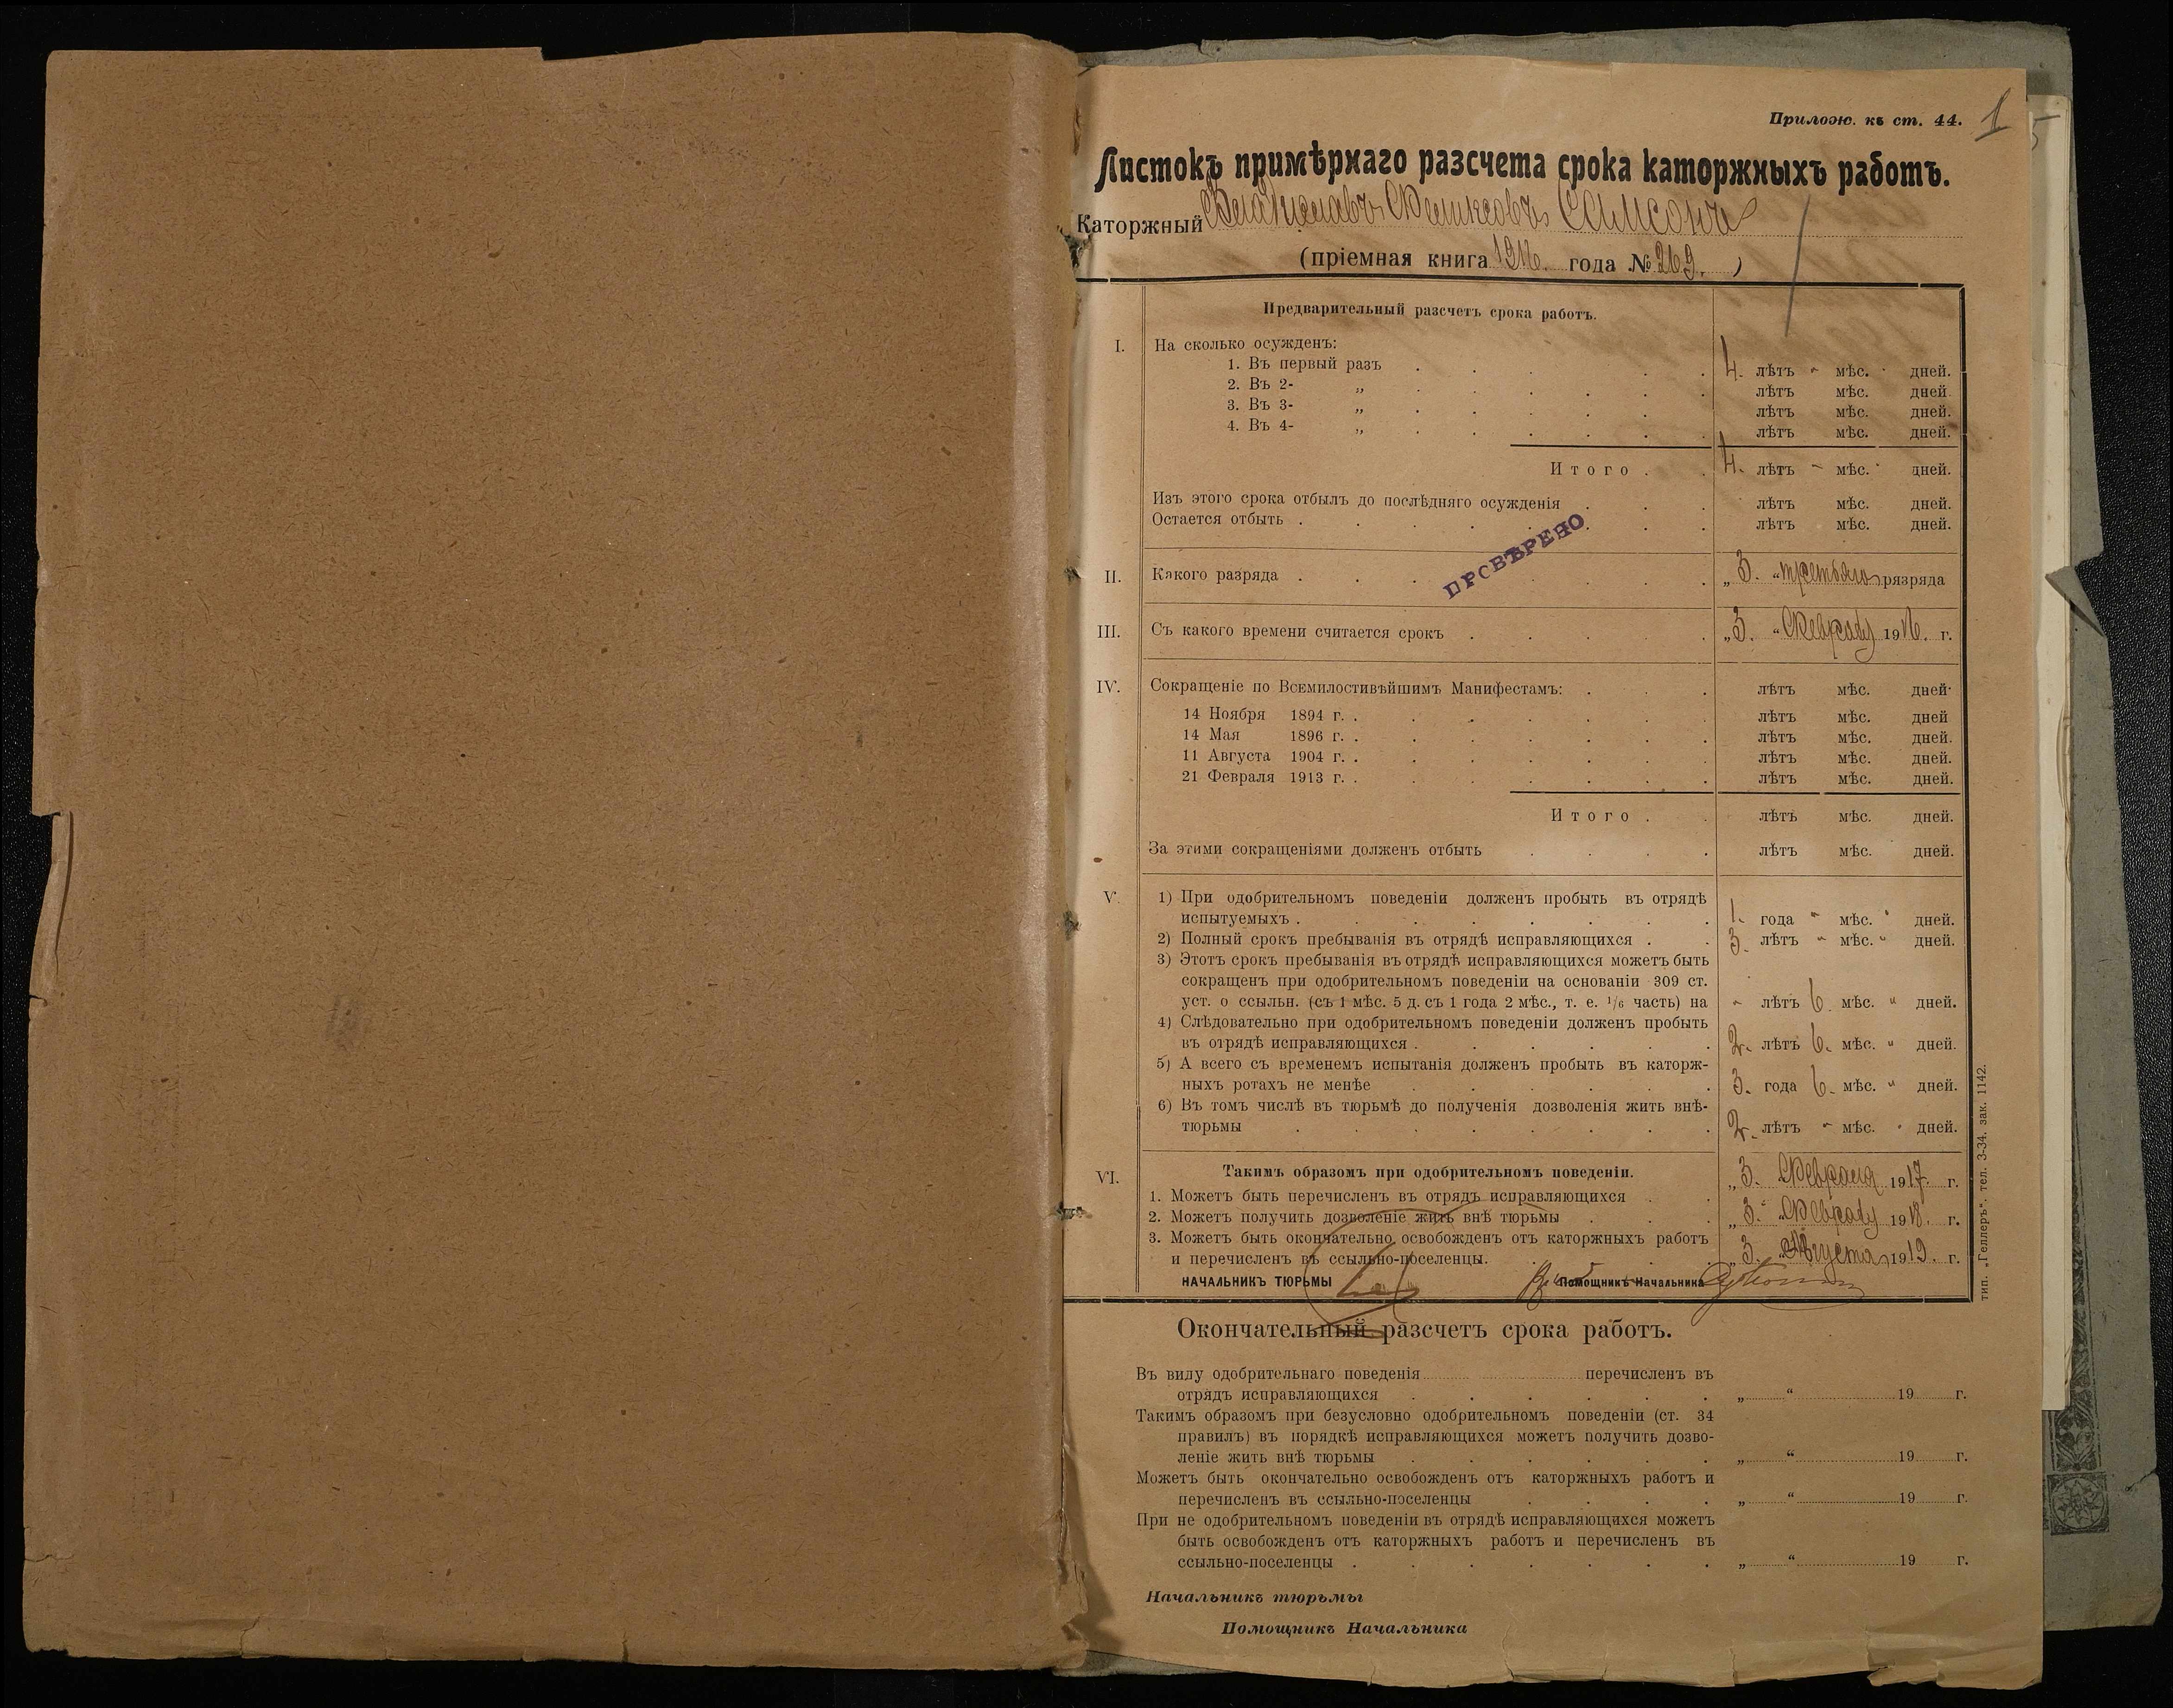 Прилож. къ ст. 44. 1
5
Листокъ примѣрнаго разсчета срока каторжныхъ работъ.
Каторжный Владиславъ Феликсовъ Самсонъ
(пріемная книга 1916. года № 269. )
Предварительный разсчетъ срока работъ.
I. На сколько осужденъ:
1. Въ первый разъ 4. лѣтъ „ мѣс. „ дней.
2. Въ 2- „ лѣтъ мѣс. дней.
3. Въ 3- „ лѣтъ мѣс. дней.
4. Въ 4- „ лѣтъ мѣс. дней.
Итого . 4. лѣтъ „ мѣс. „ дней.
Изъ этого срока отбылъ до послѣдняго осужденія лѣтъ мѣс. дней.
Остается отбыть . лѣтъ мѣс. дней.
ПРОВѢРЕНО
II. Какого разряда . „ 3. “ третьяго разряда
III. Съ какого времени считается срокъ . „ 3. “ Февраля 1916. г.
IV. Сокращеніе по Всемилостивѣйшимъ Манифестамъ: лѣтъ мѣс. дней.
14 Ноября 1894 г. . лѣтъ мѣс. дней
14 Мая 1896 г. . лѣтъ мѣс. дней.
11 Августа 1904 г. . лѣтъ мѣс. дней.
21 Февраля 1913 г. . лѣтъ мѣс. дней.
Итого . лѣтъ мѣс. дней.
За этими сокращеніями долженъ отбыть лѣтъ мѣс. дней.
V. 1) При одобрительномъ поведеніи долженъ пробыть въ отрядѣ
испытуемыхъ . 1. года „ мѣс. „ дней.
2) Полный срокъ пребыванія въ отрядѣ исправляющихся . 3. лѣтъ „ мѣс. „ дней.
3) Этотъ срокъ пребыванія въ отрядѣ исправляющихся можетъ быть
сокращенъ при одобрительномъ поведеніи на основаніи 309 ст.
уст. о ссыльн. (съ 1 мѣс. 5 д. съ 1 года 2 мѣс., т. е. 1/6 часть) на „ лѣтъ 6. мѣс. „ дней.
4) Слѣдовательно при одобрительномъ поведеніи долженъ пробыть
въ отрядѣ исправляющихся . 2. лѣтъ 6. мѣс. „ дней.
5) А всего съ временемъ испытанія долженъ пробыть въ каторж-
ныхъ ротахъ не менѣе 3. года 6. мѣс. „ дней.
6) Въ томъ числѣ въ тюрьмѣ до полученія дозволенія жить внѣ-
тюрьмы 2. лѣтъ „ мѣс. „ дней.
VI. Такимъ образомъ при одобрительномъ поведеніи.
1. Можетъ быть перечисленъ въ отрядъ исправляющихся „ 3. Февраля 1917. г.
2. Можетъ получить дозволеніе жить внѣ тюрьмы „ 3. “ Февраля 1918. г.
3. Можетъ быть окончательно освобожденъ отъ каторжныхъ работъ
и перечисленъ въ ссыльно-поселенцы. „ 3. Августа 1919. г.
НАЧАЛЬНИКЪ ТЮРЬМЫ Помощникъ Начальника
тип. „Геллеръ“. тел. 3-34. зак. 1142.
Окончательный разсчетъ срока работъ.
Въ виду одобрительнаго поведенія перечисленъ въ
отрядъ исправляющихся „ “ 19 г.
Такимъ образомъ при безусловно одобрительномъ поведеніи (ст. 34
правилъ) въ порядкѣ исправляющихся можетъ получить дозво-
леніе жить внѣ тюрьмы „ “ 19 г.
Можетъ быть окончательно освобожденъ отъ каторжныхъ работъ и
перечисленъ въ ссыльно-поселенцы „ “ 19 г.
При не одобрительномъ поведеніи въ отрядѣ исправляющихся можетъ
быть освобожденъ отъ каторжныхъ работъ и перечисленъ въ
ссыльно-поселенцы . „ “ 19 г.
Начальникъ тюрьмы
Помощникъ Начальника